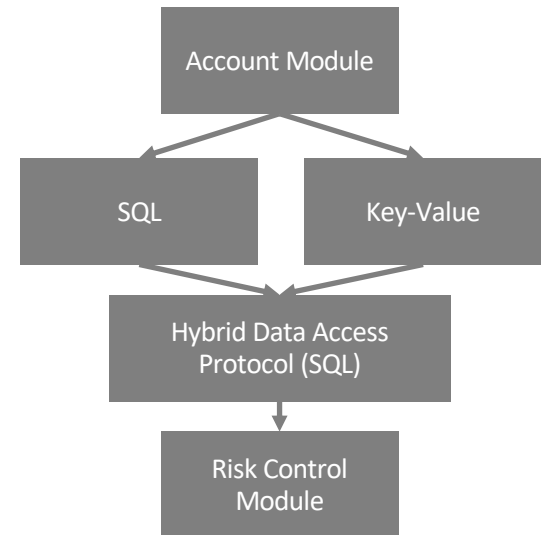 Account Module
SQL
Key-Value
Hybrid Data Access
Protocol (SQL)
Risk Control
Module